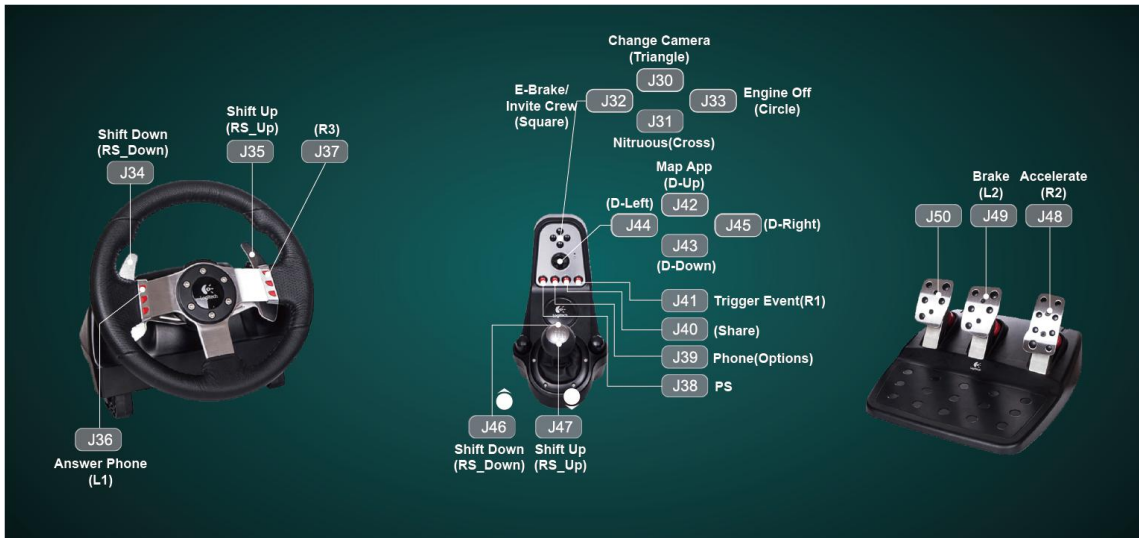 Shift Down
(RS_Down)
J34
Shift Up
(RS_Up)
J35
(R3)
J37
J36
Answer Phone
(L1)
Change Camera
(Triangle)
J30
E-Brake/
Invite Crew
(Square)
J32
J33
Engine Off
(Circle)
J31
Nitruous(Cross)
Map App
(D-Up)
J42
(D-Left)
J44
J45
(D-Right)
J43
(D-Down)
J41
Trigger Event(R1)
J40
(Share)
J39
Phone(Options)
J38
PS
J46
Shift Down
(RS_Down)
J47
Shift Up
(RS_Up)
J50
Brake
(L2)
J49
Accelerate
(R2)
J48
Logitech